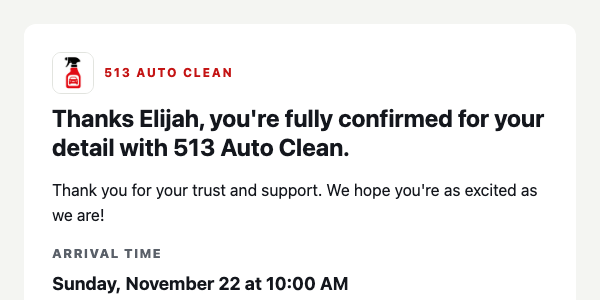 513 AUTO CLEAN
Thanks Elijah, you're fully confirmed for your
detail with 513 Auto Clean.
Thank you for your trust and support. We hope you're as excited as
we are!
ARRIVAL TIME
Sunday, November 22 at 10:00 AM